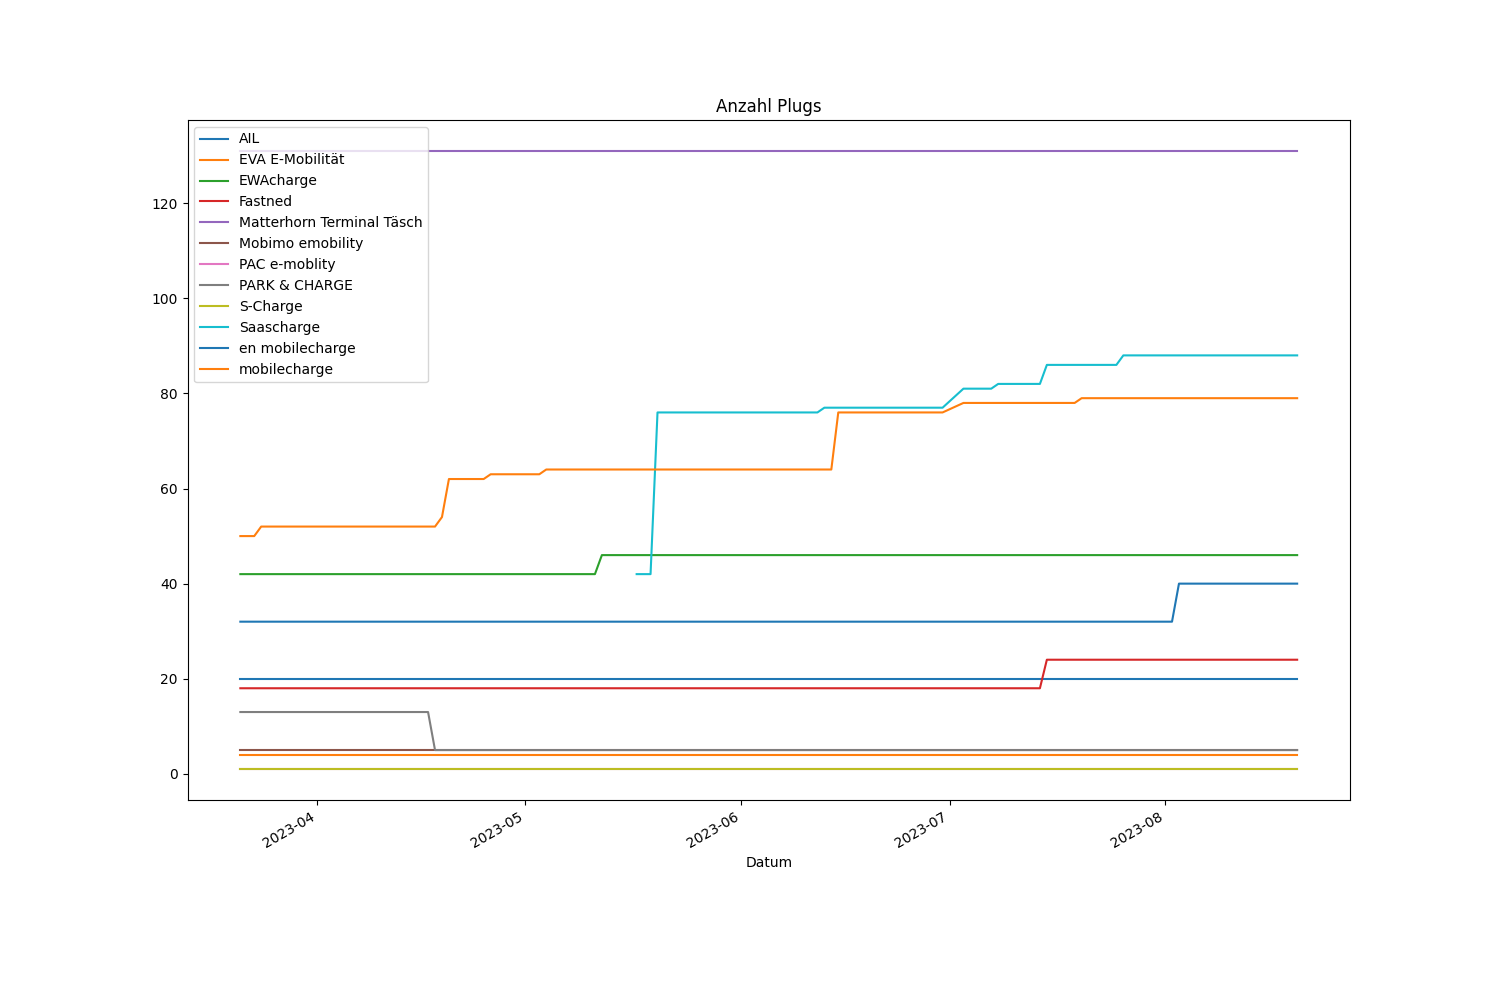 Anzahl Plugs
AIL
EVA E-Mobilität
EWAcharge
Fastned
Matterhorn Terminal Täsch
Mobimo emobility
PAC e-moblity
PARK & CHARGE
S-Charge
Saascharge
en mobilecharge
mobilecharge
120
100
80
60
40
20
0
2023-04
2023-05
2023-06
2023-07
2023-08
Datum